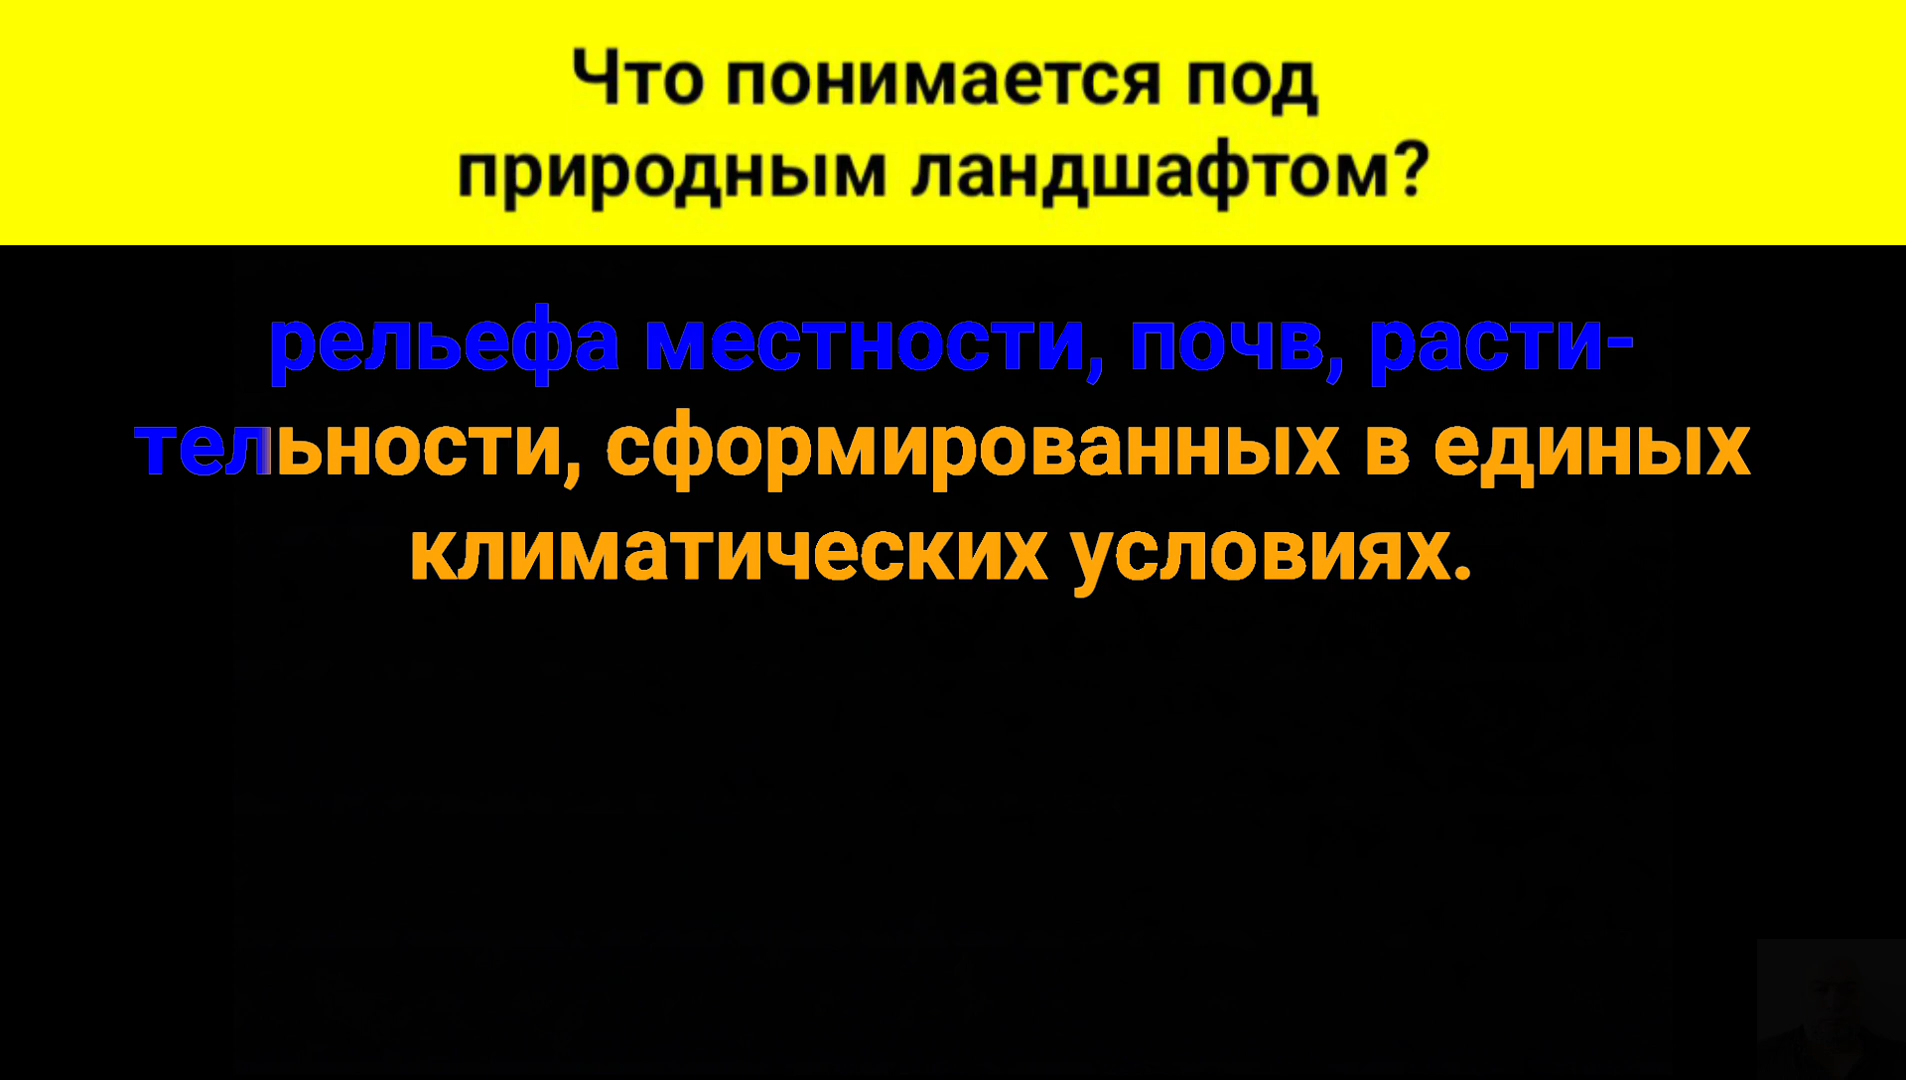 Что понимается под
природным ландшафтом?
рельефа местности, почв, расти-
тельности, сформированных в единых
климатических условиях.